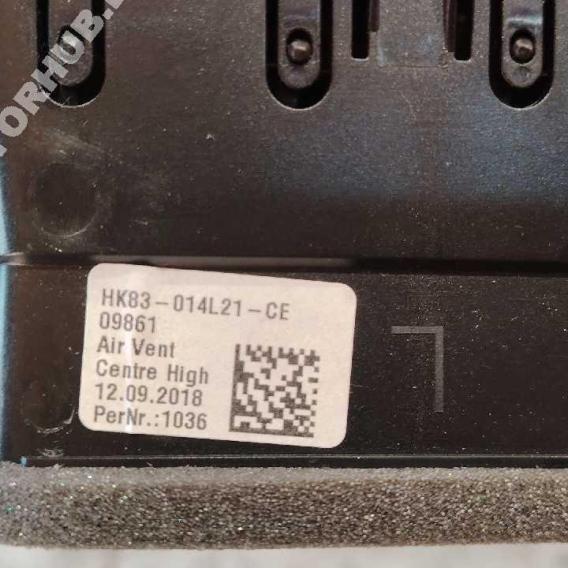 HK83-014L21-CE
09861
Air Vent
Centre High
12.09.2018
PerNr.:1036